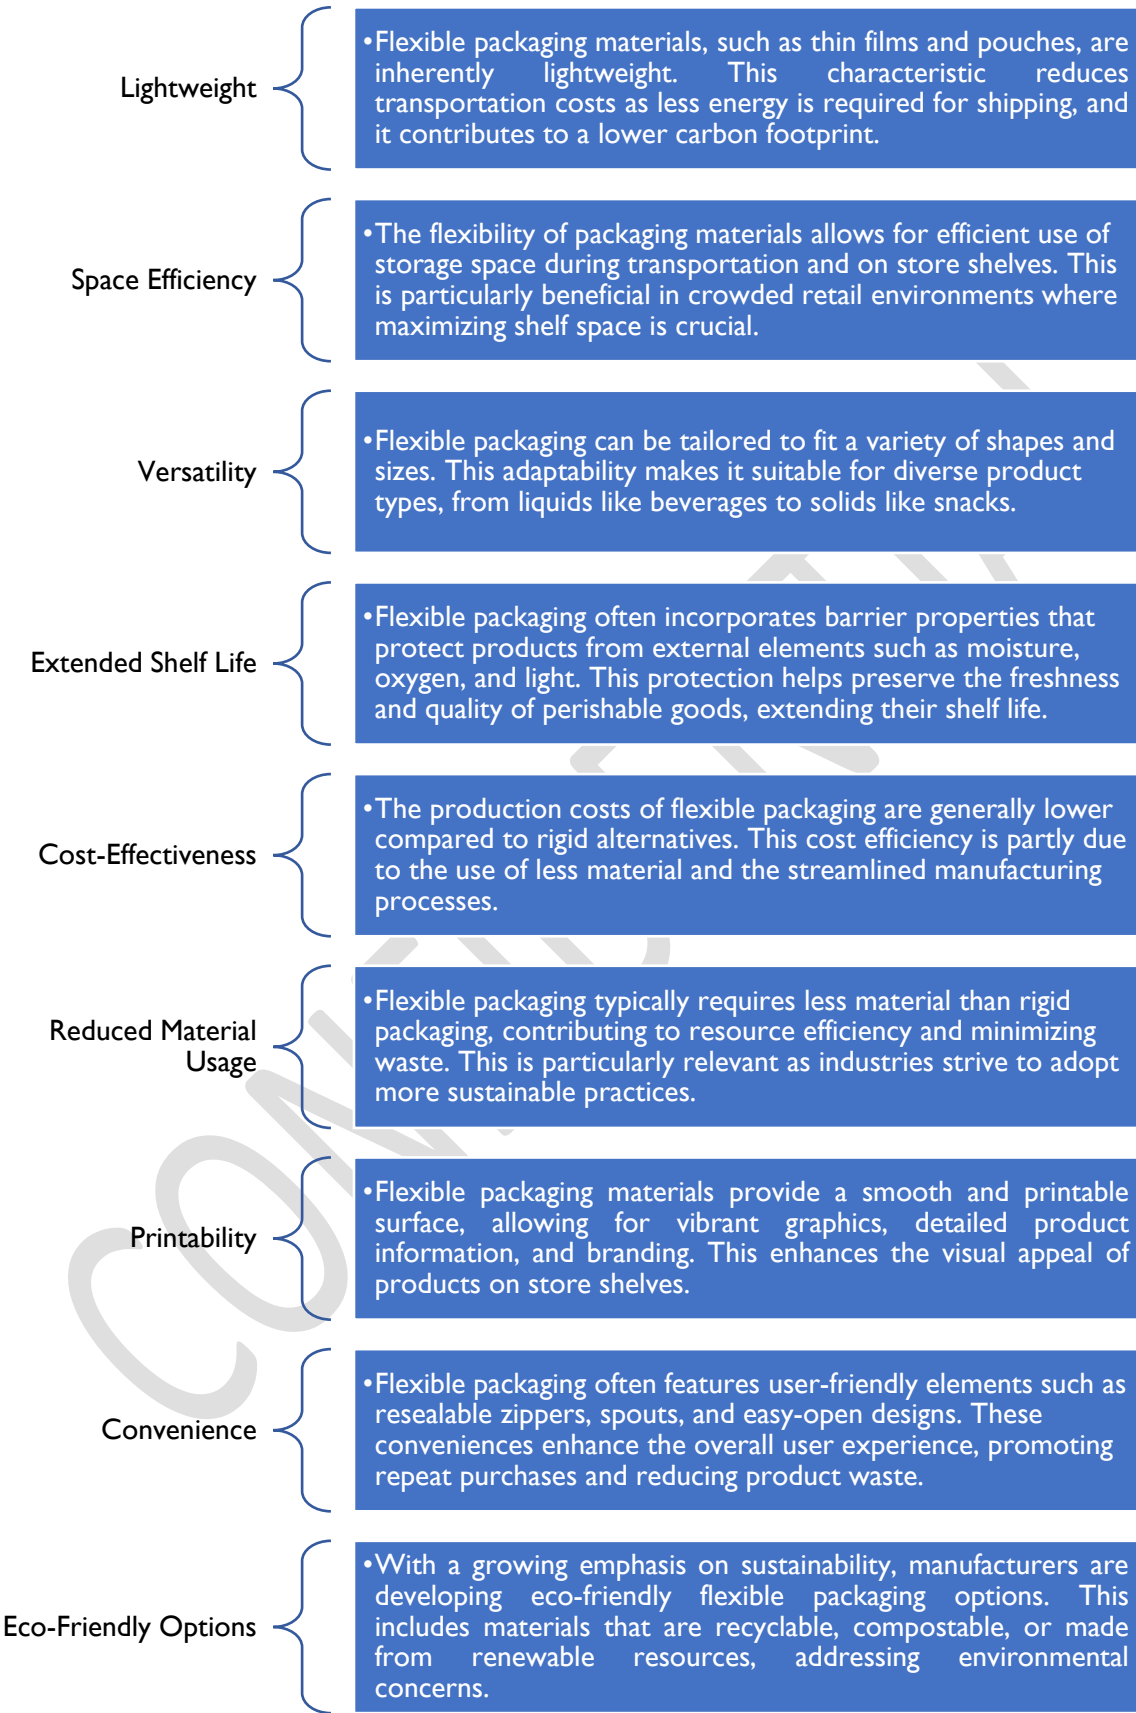 Lightweight
•Flexible packaging materials, such as thin films and pouches, are
inherently lightweight. This characteristic reduces
transportation costs as less energy is required for shipping, and
it contributes to a lower carbon footprint.
Space Efficiency
•The flexibility of packaging materials allows for efficient use of
storage space during transportation and on store shelves. This
is particularly beneficial in crowded retail environments where
maximizing shelf space is crucial.
Versatility
•Flexible packaging can be tailored to fit a variety of shapes and
sizes. This adaptability makes it suitable for diverse product
types, from liquids like beverages to solids like snacks.
Extended Shelf Life
•Flexible packaging often incorporates barrier properties that
protect products from external elements such as moisture,
oxygen, and light. This protection helps preserve the freshness
and quality of perishable goods, extending their shelf life.
Cost-Effectiveness
•The production costs of flexible packaging are generally lower
compared to rigid alternatives. This cost efficiency is partly due
to the use of less material and the streamlined manufacturing
processes.
Reduced Material
Usage
•Flexible packaging typically requires less material than rigid
packaging, contributing to resource efficiency and minimizing
waste. This is particularly relevant as industries strive to adopt
more sustainable practices.
Printability
•Flexible packaging materials provide a smooth and printable
surface, allowing for vibrant graphics, detailed product
information, and branding. This enhances the visual appeal of
products on store shelves.
Convenience
•Flexible packaging often features user-friendly elements such as
resealable zippers, spouts, and easy-open designs. These
conveniences enhance the overall user experience, promoting
repeat purchases and reducing product waste.
Eco-Friendly Options
•With a growing emphasis on sustainability, manufacturers are
developing eco-friendly flexible packaging options. This
includes materials that are recyclable, compostable, or made
from renewable resources, addressing environmental
concerns.